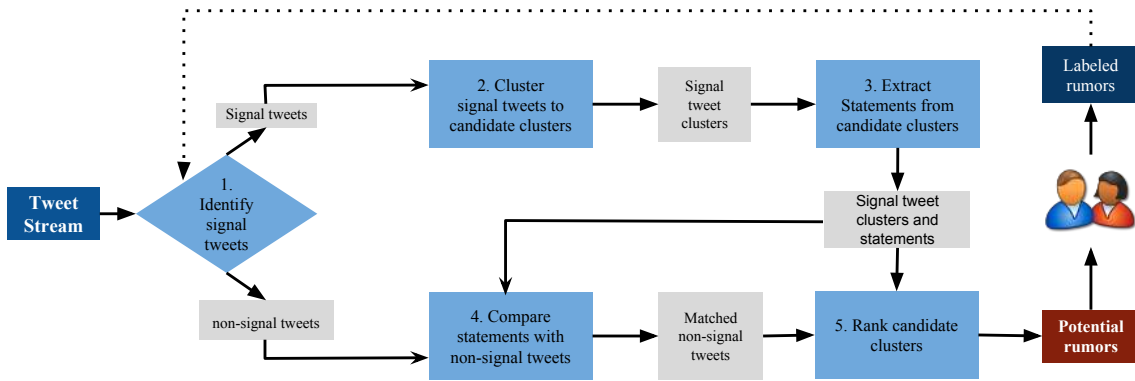 Tweet
Stream
1.
Identify
signal
tweets
Signal tweets
2. Cluster
signal tweets to
candidate clusters
Signal
tweet
clusters
3. Extract
Statements from
candidate clusters
Signal tweet
clusters and
statements
non-signal tweets
4. Compare
statements with
non-signal tweets
Matched
non-signal
tweets
5. Rank candidate
clusters
Potential
rumors
Labeled
rumors